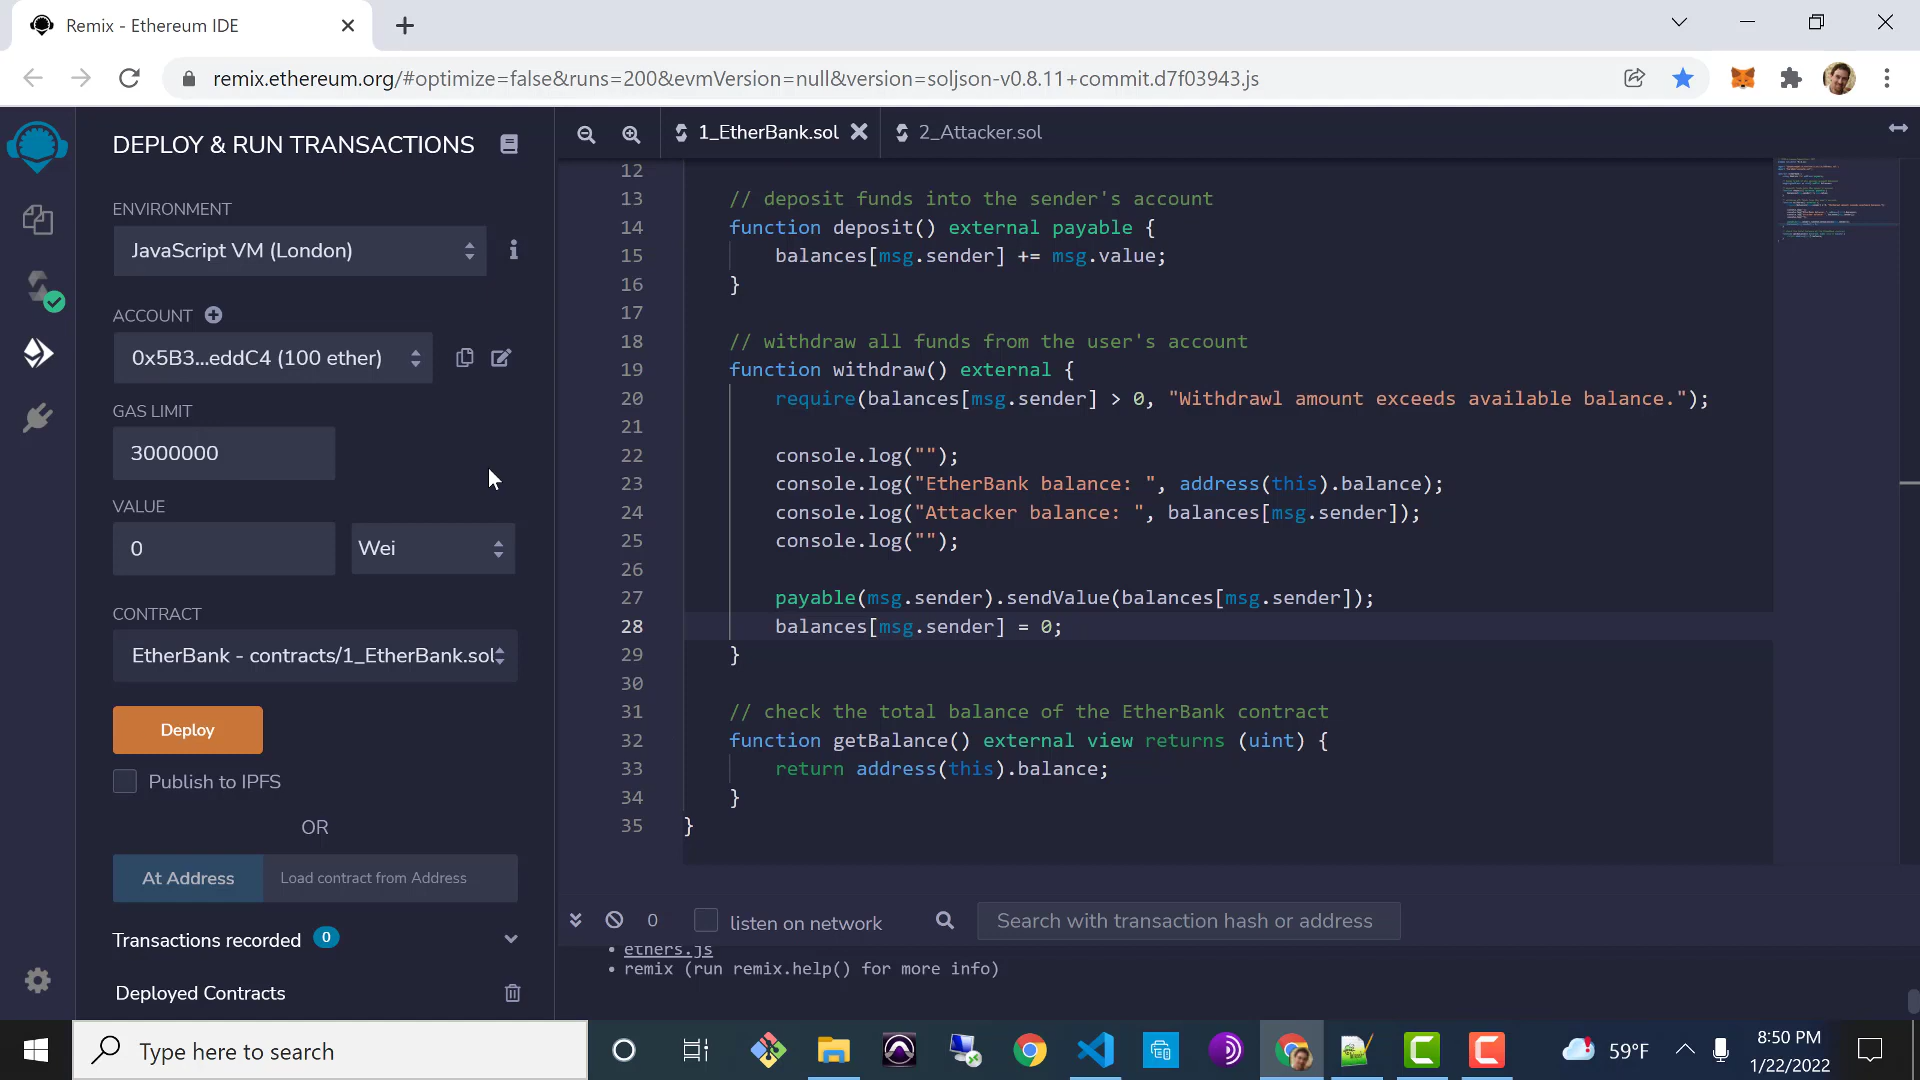 Remix - Ethereum IDE
remix.ethereum.org/#optimize=false&runs=200&evmVersion=null&version=soljson-v0.8.11+commit.d7f03943.js
DEPLOY & RUN TRANSACTIONS
ENVIRONMENT
JavaScript VM (London)
ACCOUNT
0x5B3...eddC4 (100 ether)
GAS LIMIT
3000000
VALUE
0
Wei
CONTRACT
EtherBank - contracts/1_EtherBank.sol
Deploy
Publish to IPFS
OR
At Address
Load contract from Address
Transactions recorded 0
Deployed Contracts
1_EtherBank.sol
2_Attacker.sol
12
13 // deposit funds into the sender's account
14 function deposit() external payable {
15 balances[msg.sender] += msg.value;
16 }
17
18 // withdraw all funds from the user's account
19 function withdraw() external {
20 require(balances[msg.sender] > 0, "Withdrawl amount exceeds available balance.");
21
22 console.log("");
23 console.log("EtherBank balance: ", address(this).balance);
24 console.log("Attacker balance: ", balances[msg.sender]);
25 console.log("");
26
27 payable(msg.sender).sendValue(balances[msg.sender]);
28 balances[msg.sender] = 0;
29 }
30
31 // check the total balance of the EtherBank contract
32 function getBalance() external view returns (uint) {
33 return address(this).balance;
34 }
35 }
0
listen on network
Search with transaction hash or address
• ethers.js
• remix (run remix.help() for more info)
Type here to search
59°F
8:50 PM
1/22/2022